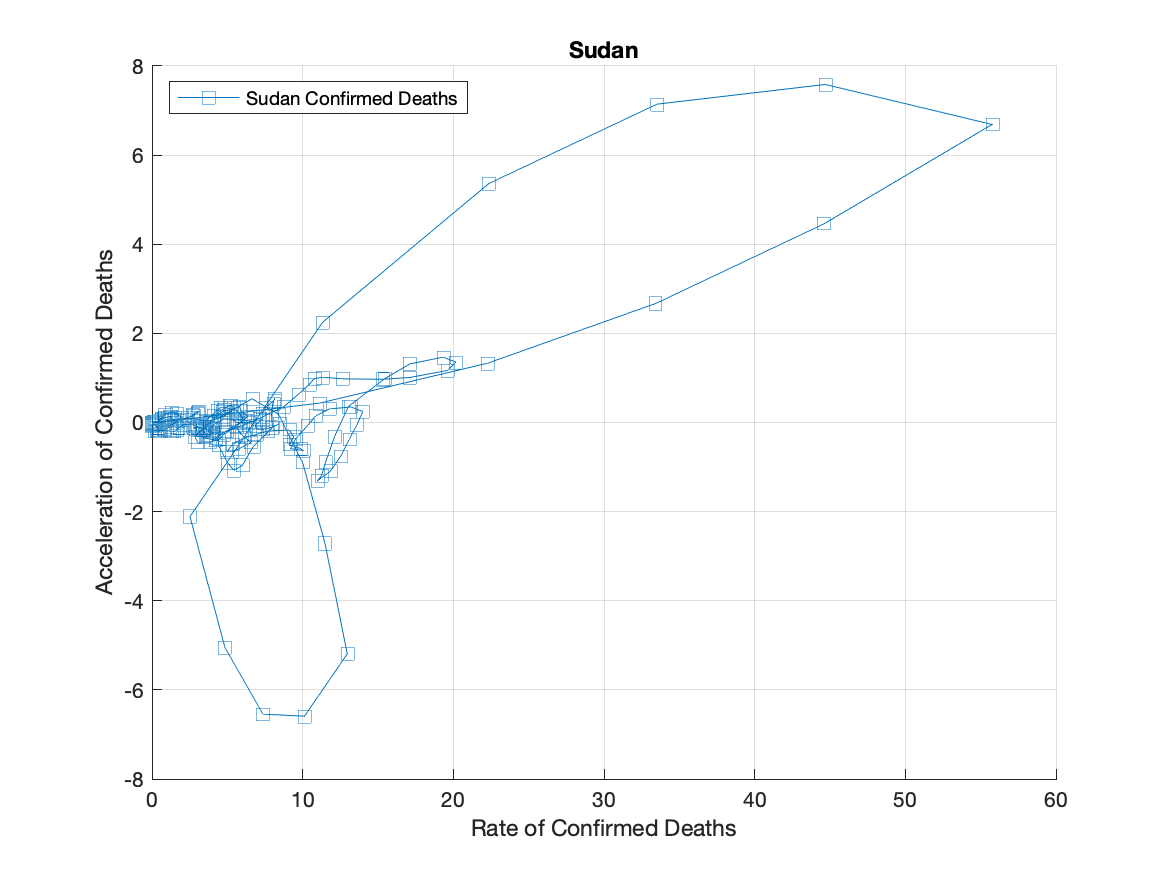 Sudan
Sudan Confirmed Deaths
8
6
4
2
0
-2
-4
-6
-8
Acceleration of Confirmed Deaths
0 10 20 30 40 50 60
Rate of Confirmed Deaths